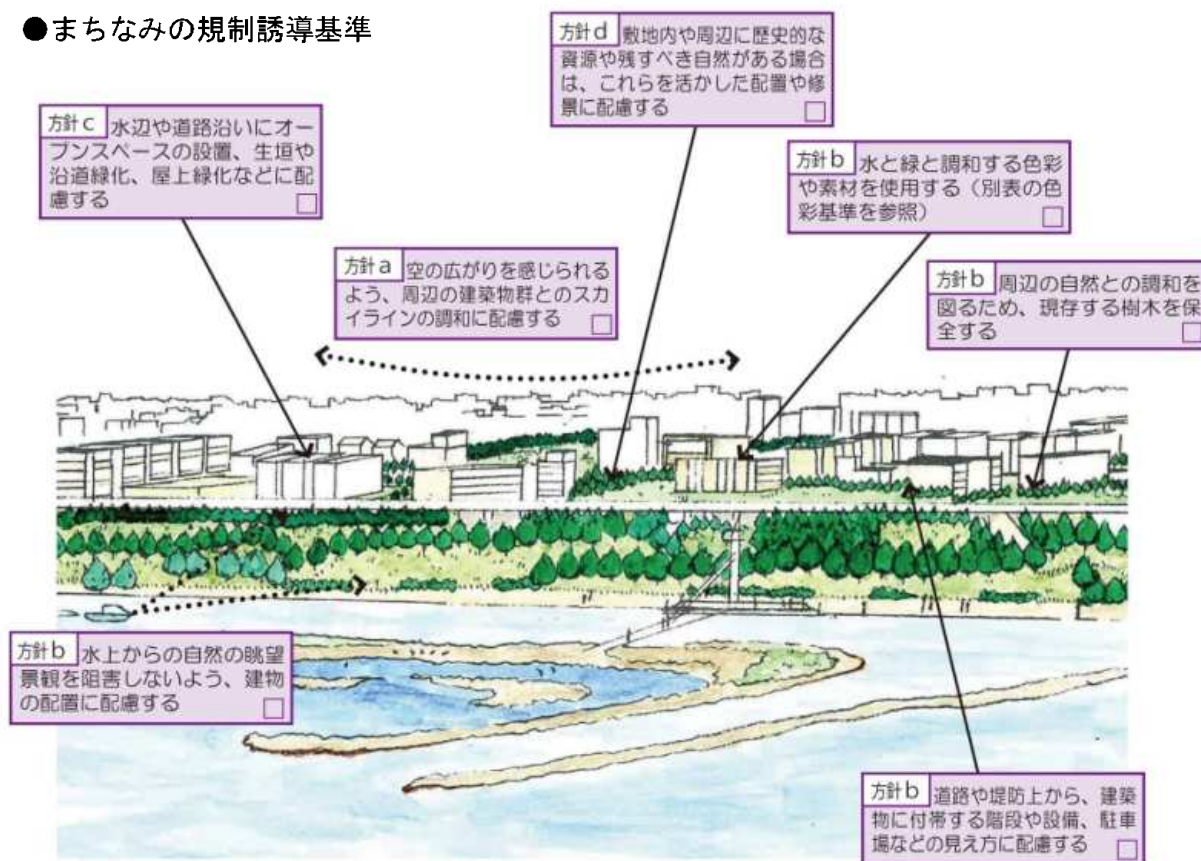 ●まちなみの規制誘導基準
方針d 敷地内や周辺に歴史的な
資源や残すべき自然がある場合
は、これらを活かした配置や修
景に配慮する
方針c 水辺や道路沿いにオー
プンスペースの設置、生垣や
沿道緑化、屋上緑化などに配
慮する
方針b 水と緑と調和する色彩
や素材を使用する（別表の色
彩基準を参照）
方針a 空の広がりを感じられる
よう、周辺の建築物群とのスカ
イラインの調和に配慮する
方針b 周辺の自然との調和を
図るため、現存する樹木を保
全する
方針b 水上からの自然の眺望
景観を阻害しないよう、建物
の配置に配慮する
方針b 道路や堤防上から、建築
物に付帯する階段や設備、駐車
場などの見え方に配慮する